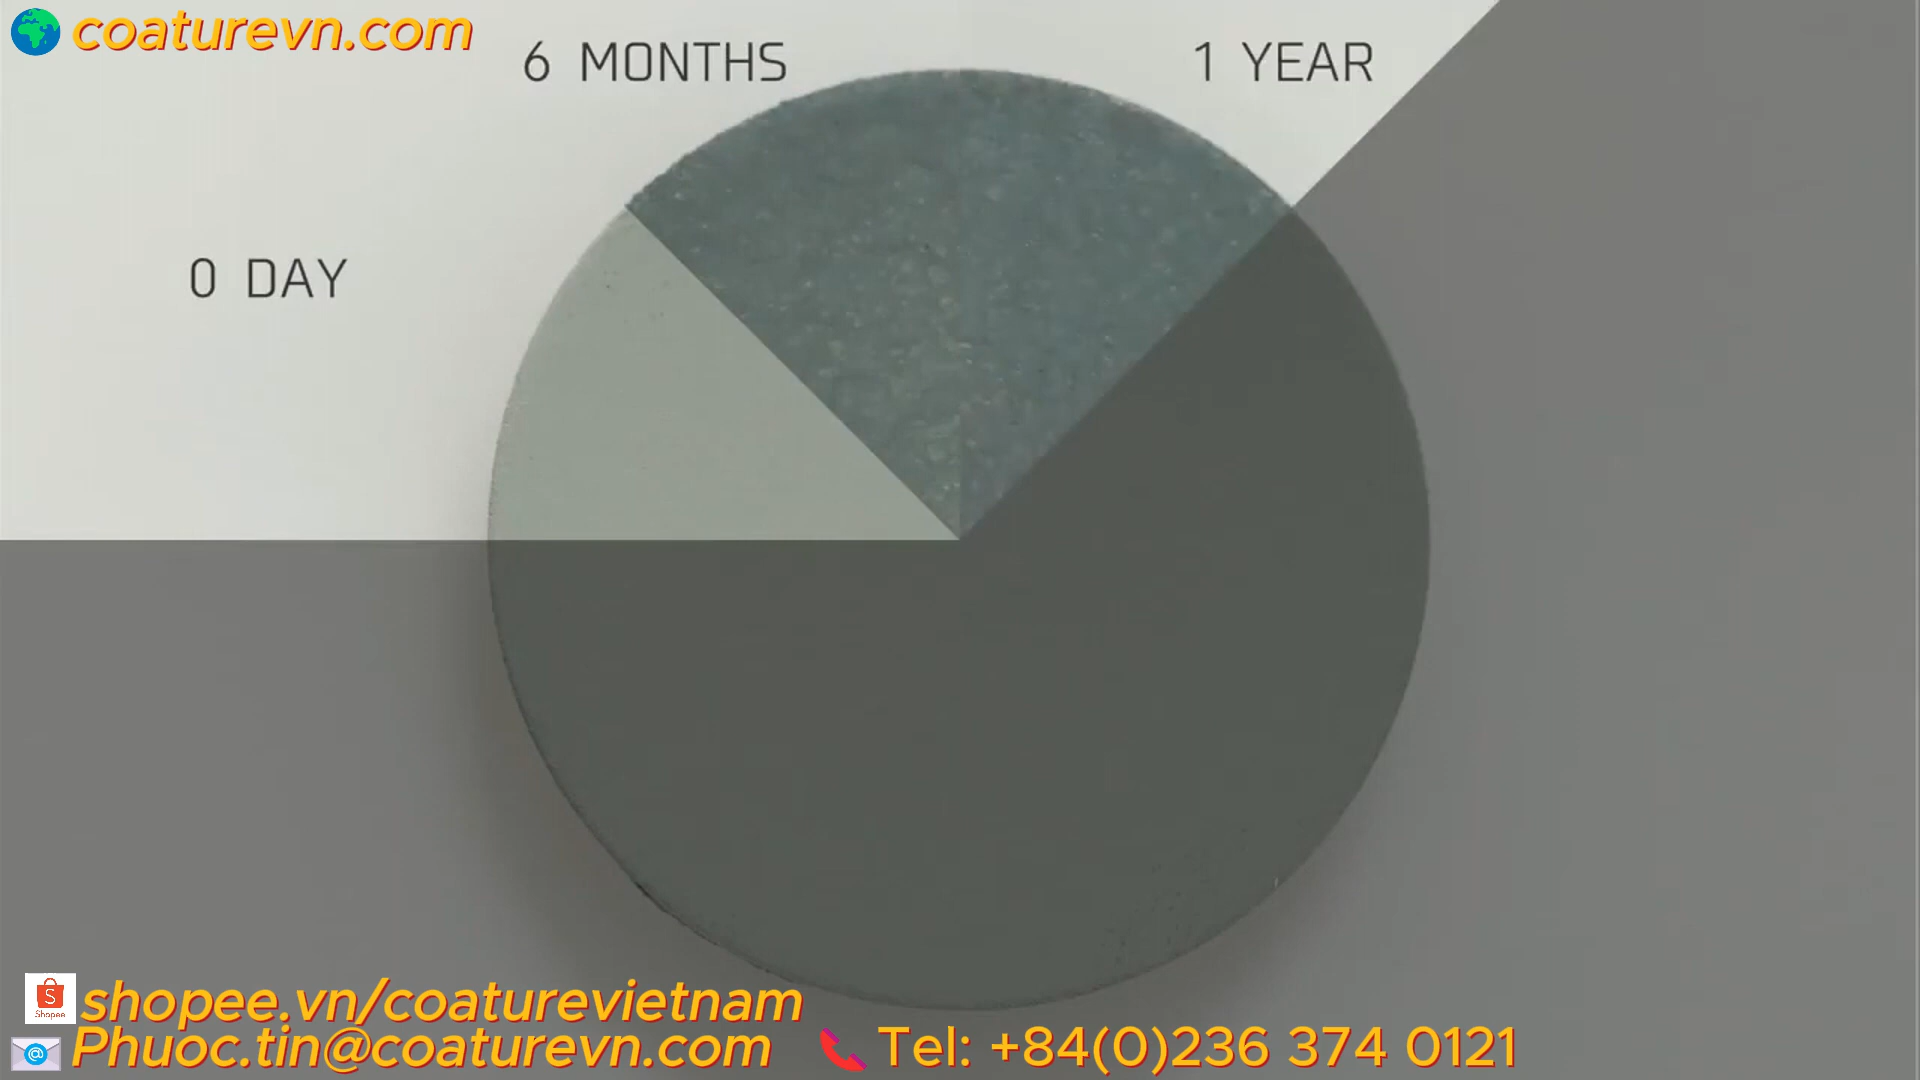 coaturevn.com
6 MONTHS
1 YEAR
0 DAY
Shopee
shopee.vn/coaturevietnam
Phuoc.tin@coaturevn.com
Tel: +84(0)236 374 0121